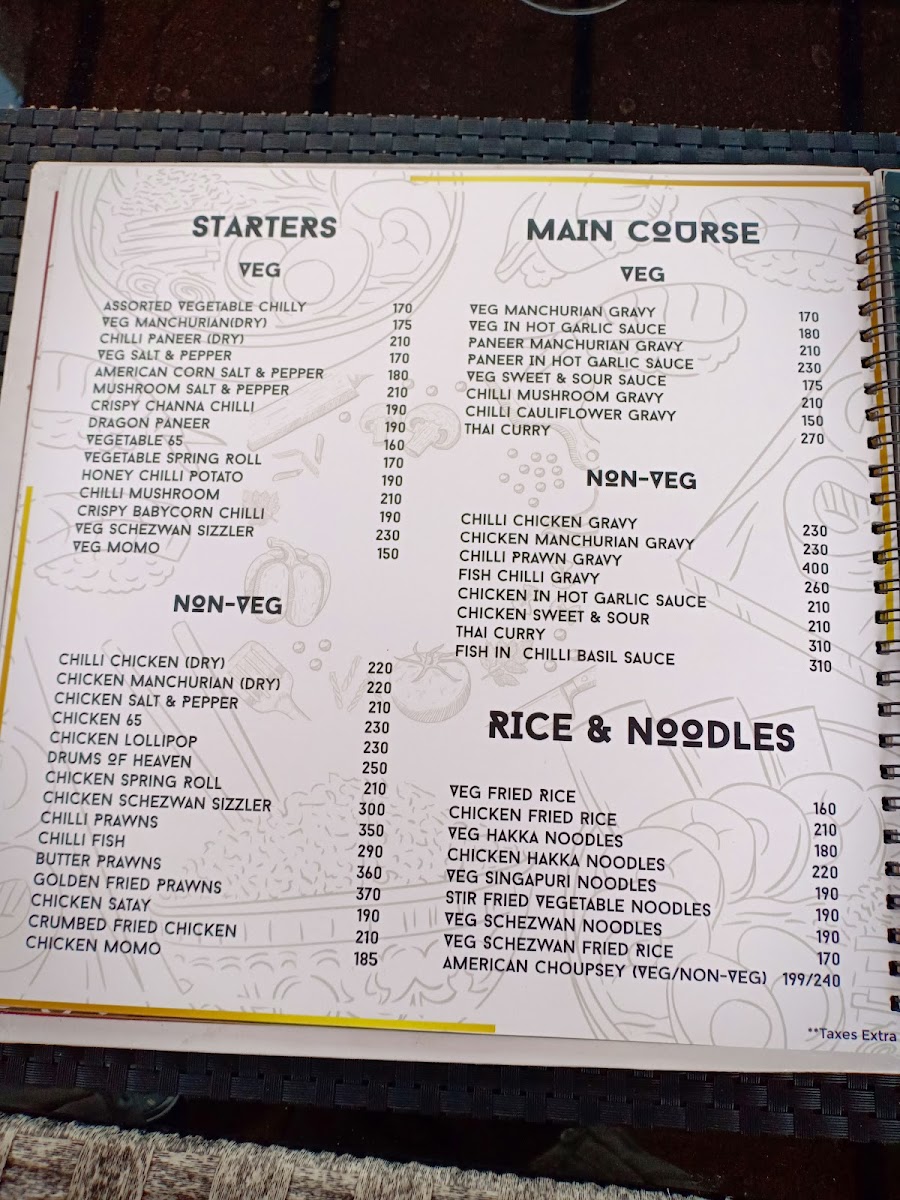 STARTERS
VEG
ASSORTED VEGETABLE CHILLY 170
VEG MANCHURIAN(DRY) 175
CHILLI PANEER (DRY) 210
VEG SALT & PEPPER 170
AMERICAN CORN SALT & PEPPER 180
MUSHROOM SALT & PEPPER 210
CRISPY CHANNA CHILLI 190
DRAGON PANEER 190
VEGETABLE 65 160
VEGETABLE SPRING ROLL 170
HONEY CHILLI POTATO 190
CHILLI MUSHROOM 210
CRISPY BABYCORN CHILLI 190
VEG SCHEZWAN SIZZLER 230
VEG MOMO 150
NON-VEG
CHILLI CHICKEN (DRY) 220
CHICKEN MANCHURIAN (DRY) 220
CHICKEN SALT & PEPPER 210
CHICKEN 65 230
CHICKEN LOLLIPOP 230
DRUMS OF HEAVEN 250
CHICKEN SPRING ROLL 210
CHICKEN SCHEZWAN SIZZLER 300
CHILLI PRAWNS 350
CHILLI FISH 290
BUTTER PRAWNS 360
GOLDEN FRIED PRAWNS 370
CHICKEN SATAY 190
CRUMBED FRIED CHICKEN 210
CHICKEN MOMO 185
MAIN COURSE
VEG
VEG MANCHURIAN GRAVY 170
VEG IN HOT GARLIC SAUCE 180
PANEER MANCHURIAN GRAVY 210
PANEER IN HOT GARLIC SAUCE 230
VEG SWEET & SOUR SAUCE 175
CHILLI MUSHROOM GRAVY 210
CHILLI CAULIFLOWER GRAVY 150
THAI CURRY 270
NON-VEG
CHILLI CHICKEN GRAVY 230
CHICKEN MANCHURIAN GRAVY 230
CHILLI PRAWN GRAVY 400
FISH CHILLI GRAVY 260
CHICKEN IN HOT GARLIC SAUCE 210
CHICKEN SWEET & SOUR 210
THAI CURRY 310
FISH IN CHILLI BASIL SAUCE 310
RICE & NOODLES
VEG FRIED RICE 160
CHICKEN FRIED RICE 210
VEG HAKKA NOODLES 180
CHICKEN HAKKA NOODLES 220
VEG SINGAPURI NOODLES 190
STIR FRIED VEGETABLE NOODLES 190
VEG SCHEZWAN NOODLES 190
VEG SCHEZWAN FRIED RICE 170
AMERICAN CHOUPSEY (VEG/NON-VEG) 199/240
**Taxes Extra